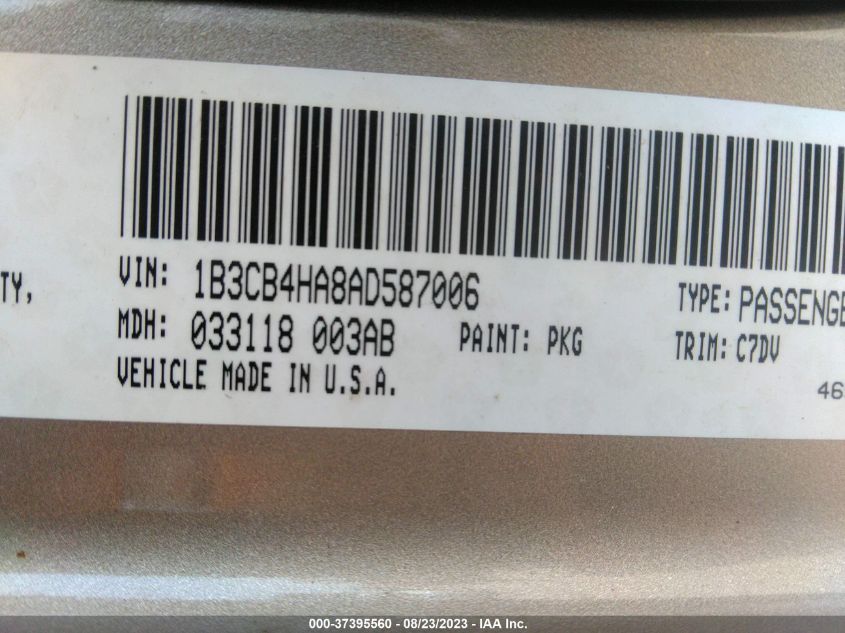 TY,
VIN: 1B3CB4HA8AD587006
TYPE: PASSENGE
MDH: 033118 003AB
PAINT: PKG
TRIM: C7DV
VEHICLE MADE IN U.S.A.
46
000-37395560 - 08/23/2023 - IAA Inc.